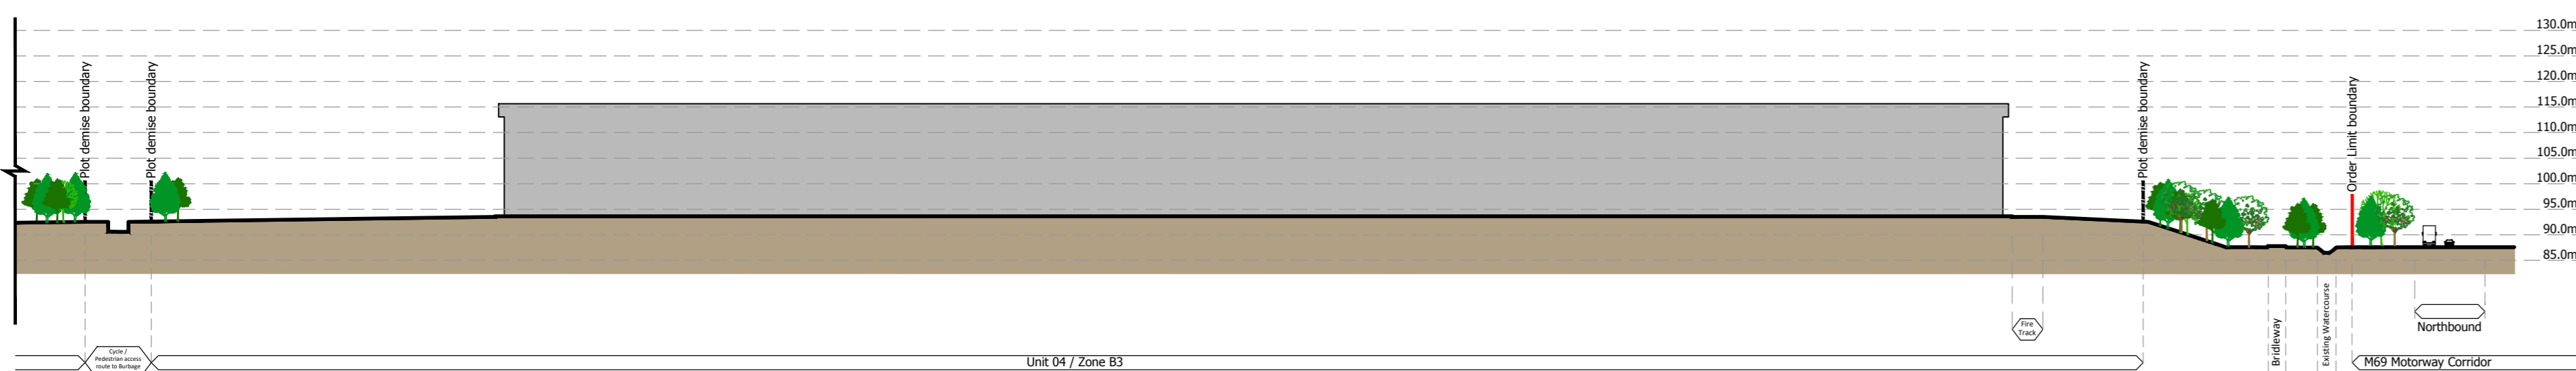 130.0m
125.0m
120.0m
115.0m
110.0m
105.0m
100.0m
95.0m
90.0m
85.0m
Plot demise boundary
Plot demise boundary
Plot demise boundary
Order Limit boundary
Cycle /
Pedestrian access
route to Burbage
Unit 04 / Zone B3
Fire
Track
Bridleway
Existing Watercourse
Northbound
M69 Motorway Corridor